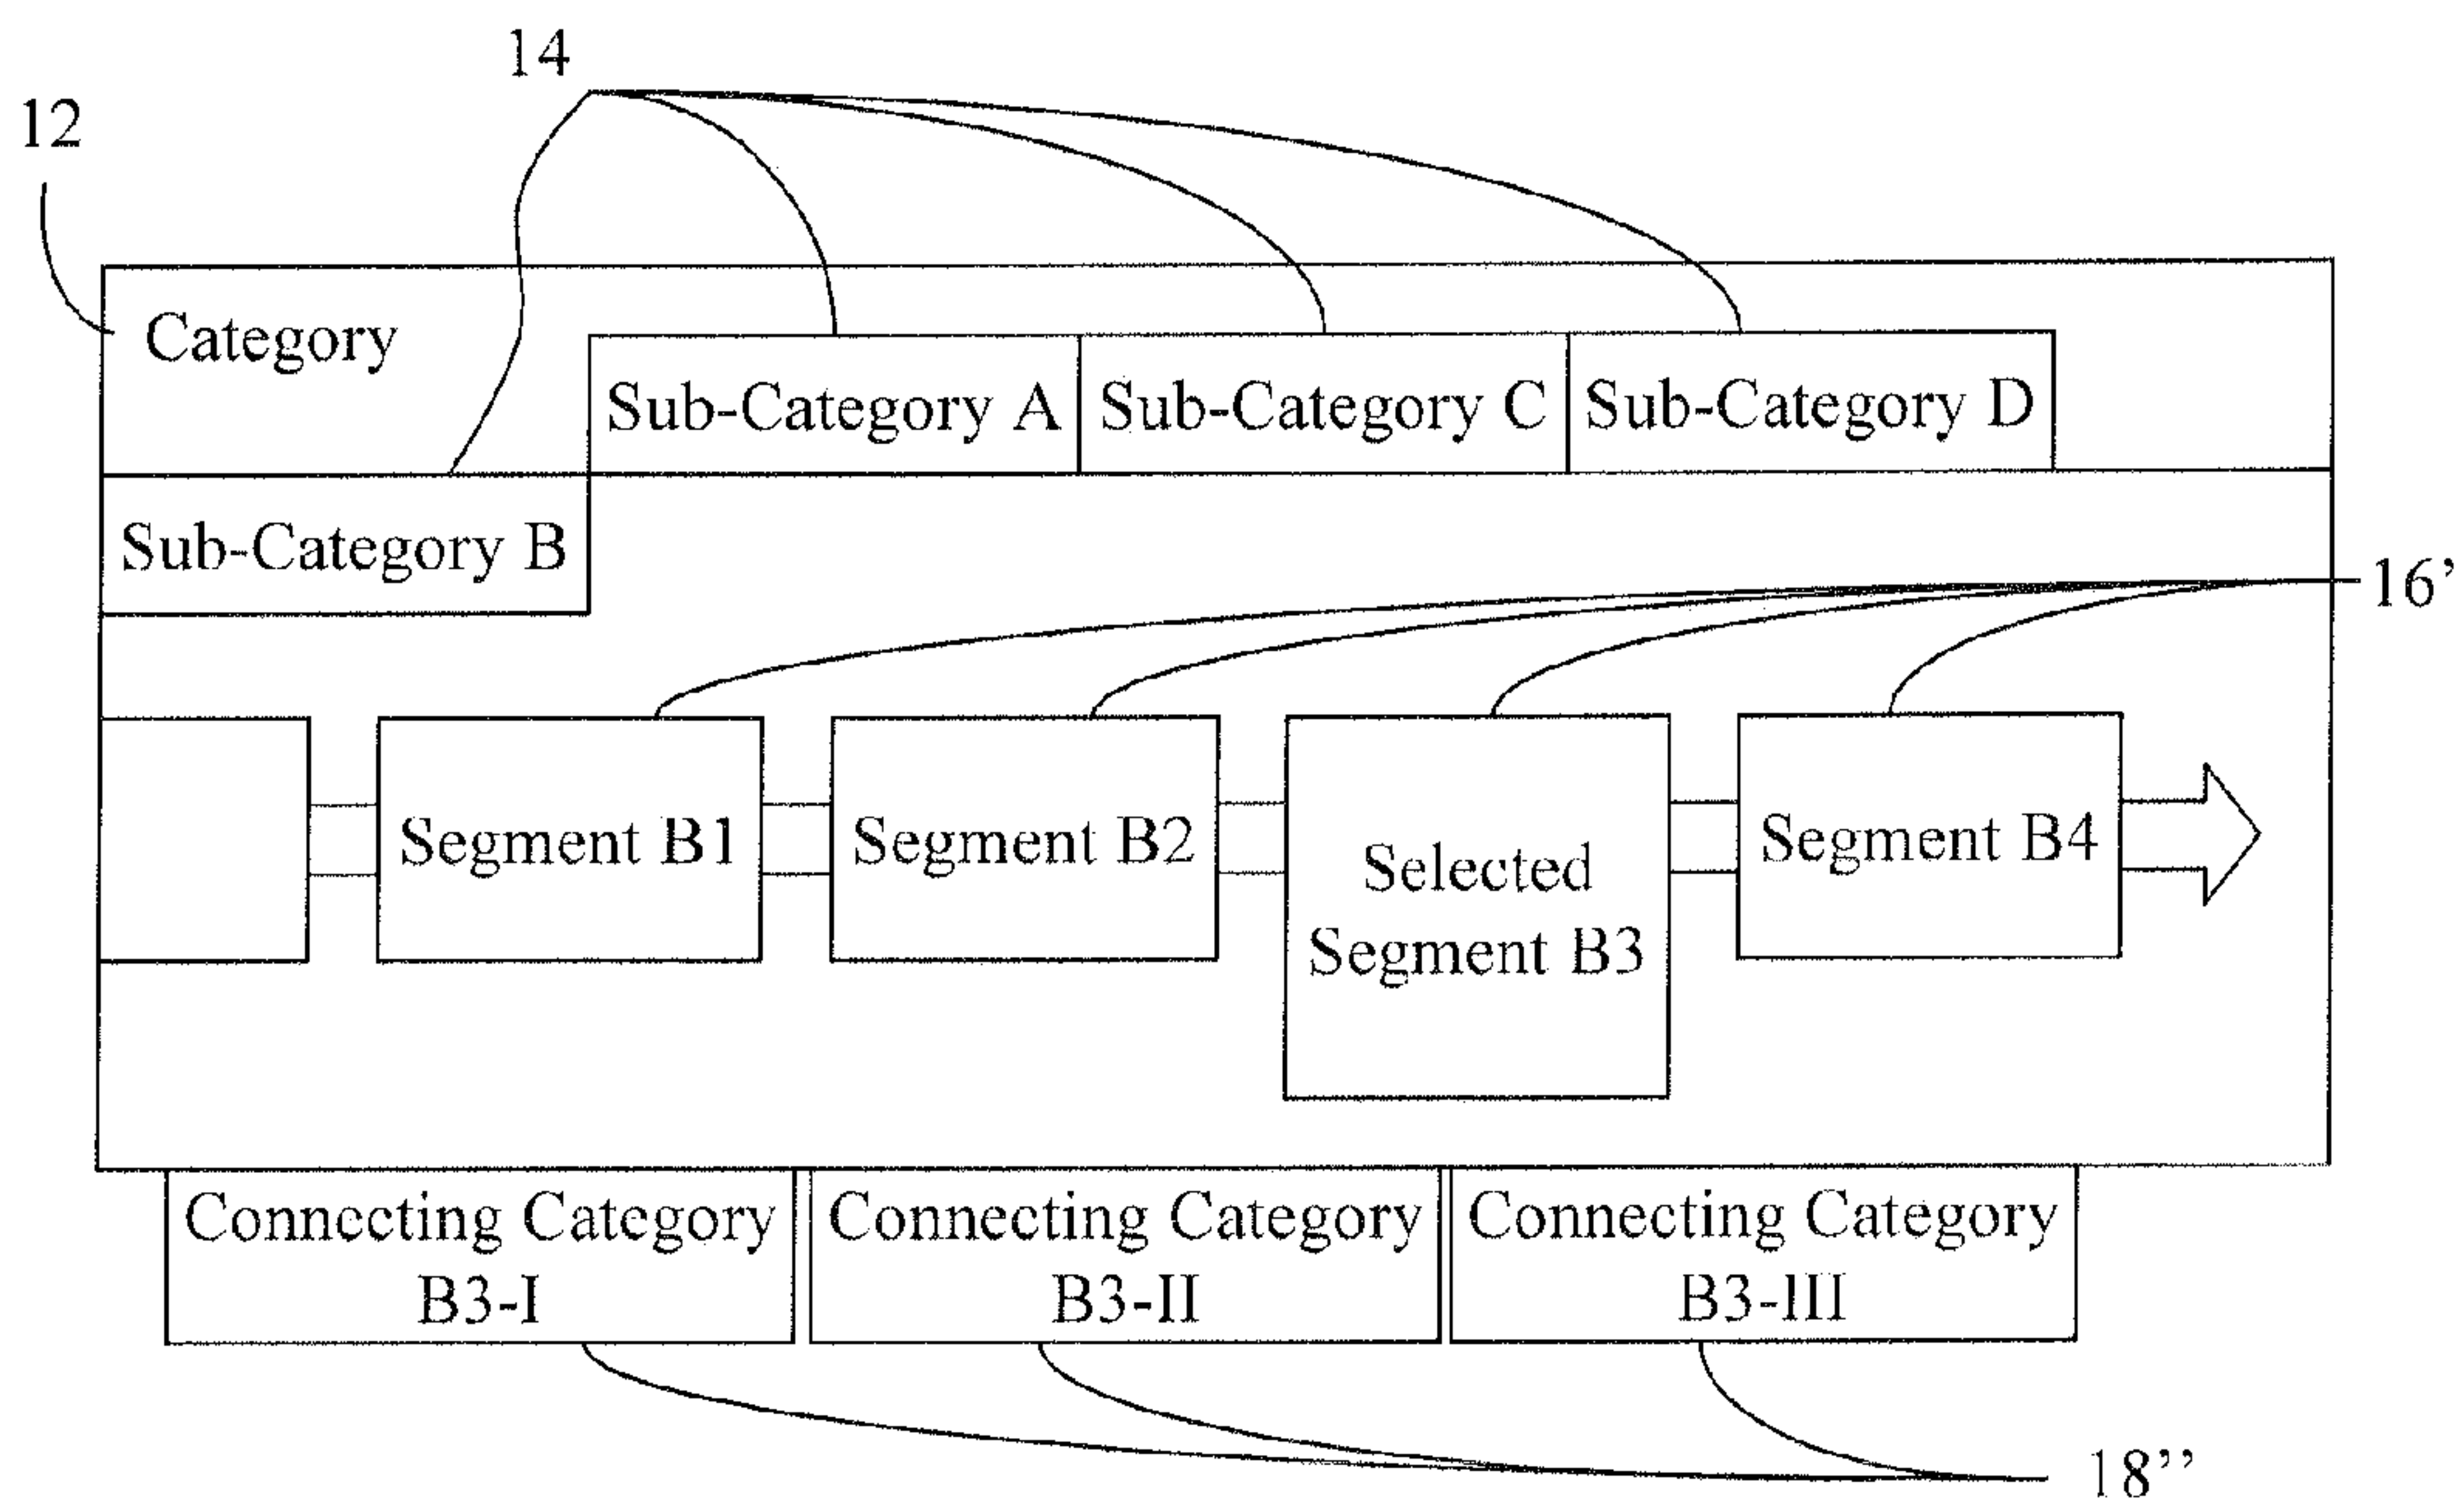 14
12
Category
Sub-Category A
Sub-Category C
Sub-Category D
Sub-Category B
16’
Segment B1
Segment B2
Selected
Segment B3
Segment B4
Connecting Category
B3-I
Connecting Category
B3-II
Connecting Category
B3-III
18’’